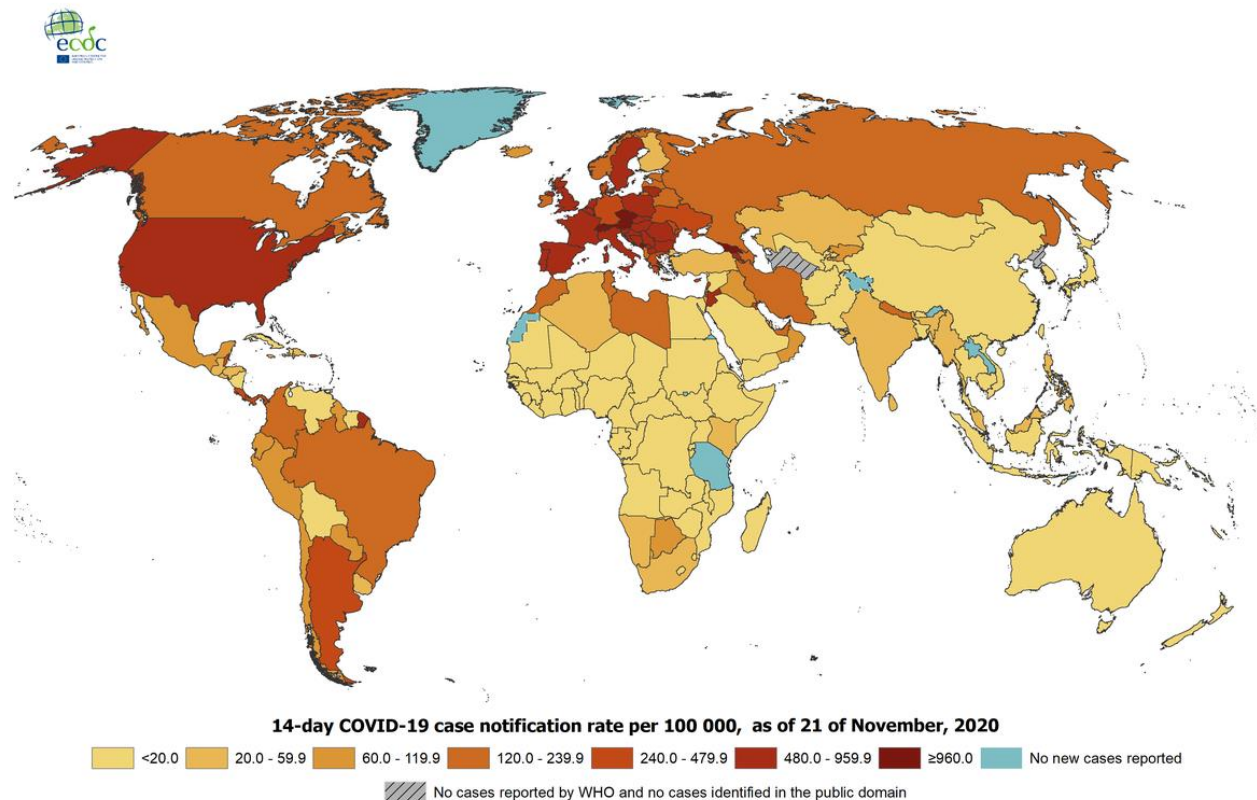 ecdc
14-day COVID-19 case notification rate per 100 000, as of 21 of November, 2020
<20.0 20.0 - 59.9 60.0 - 119.9 120.0 - 239.9 240.0 - 479.9 480.0 - 959.9 ≥960.0 No new cases reported
No cases reported by WHO and no cases identified in the public domain